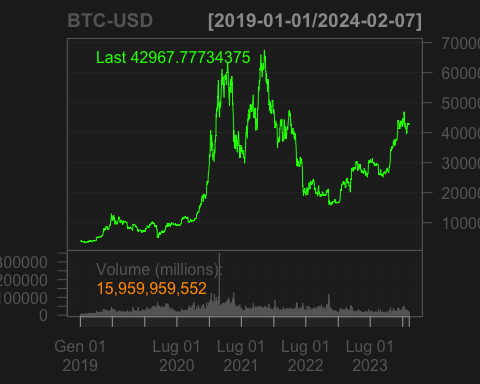 BTC-USD [2019-01-01/2024-02-07]
Last 42967.77734375
70000
60000
50000
40000
30000
20000
10000
Volume (millions):
15,959,959,552
300000
200000
100000
0
Gen 01 Lug 01 Lug 01 Lug 01 Lug 01
2019 2020 2021 2022 2023